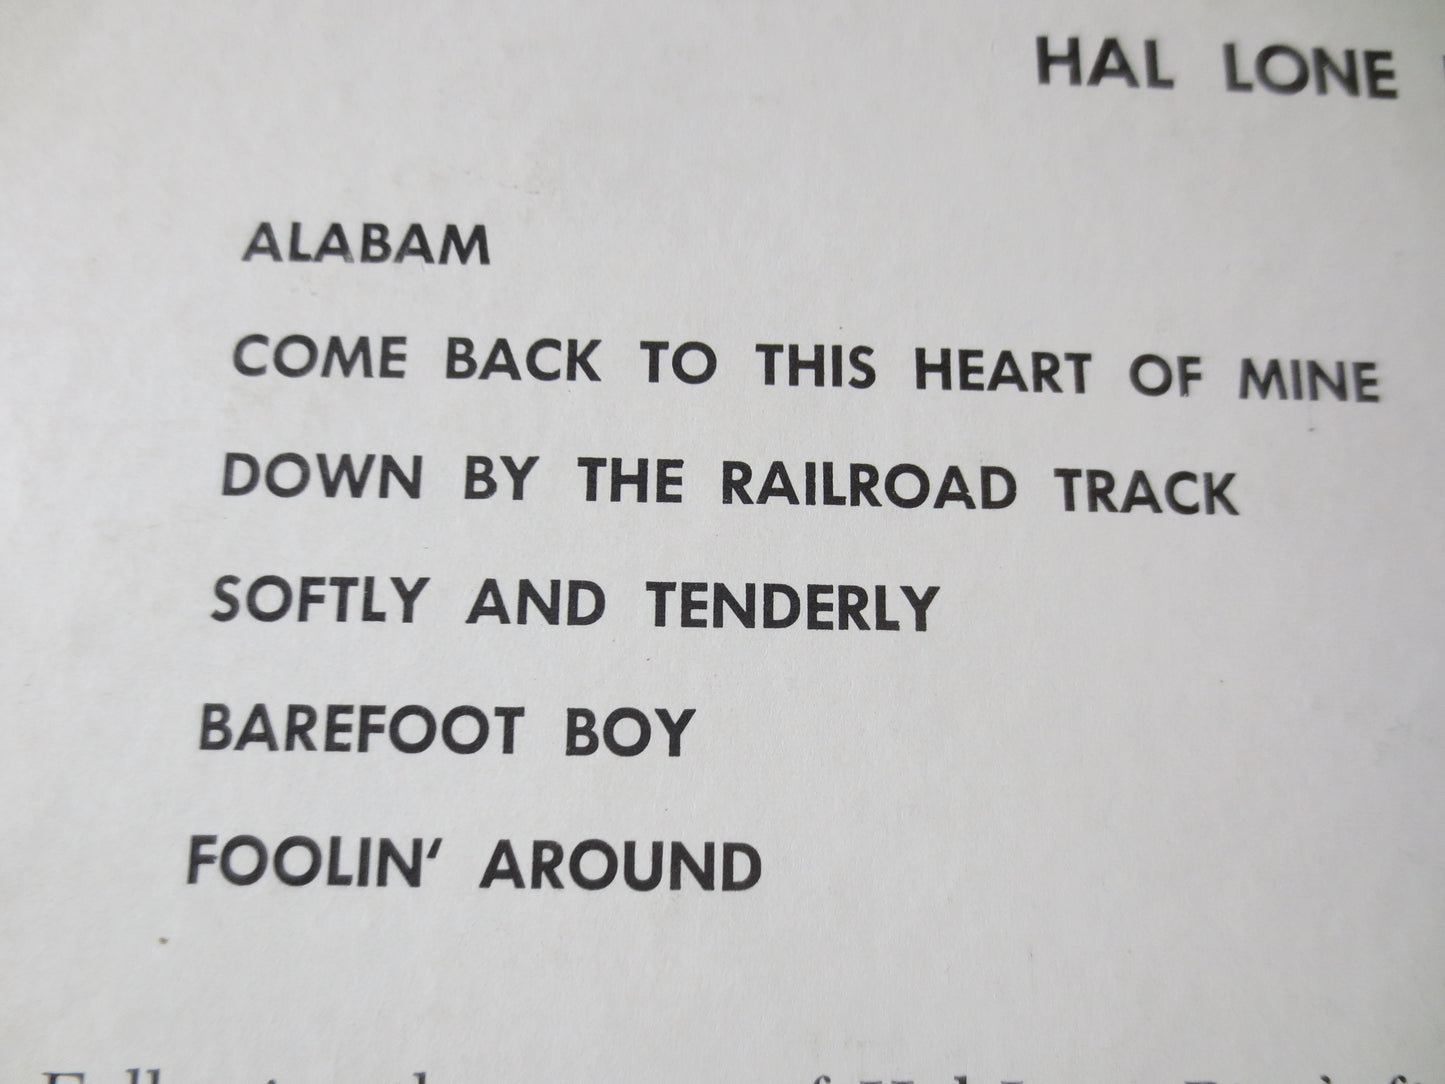 HAL LONE
ALABAM
COME BACK TO THIS HEART OF MINE
DOWN BY THE RAILROAD TRACK
SOFTLY AND TENDERLY
BAREFOOT BOY
FOOLIN' AROUND